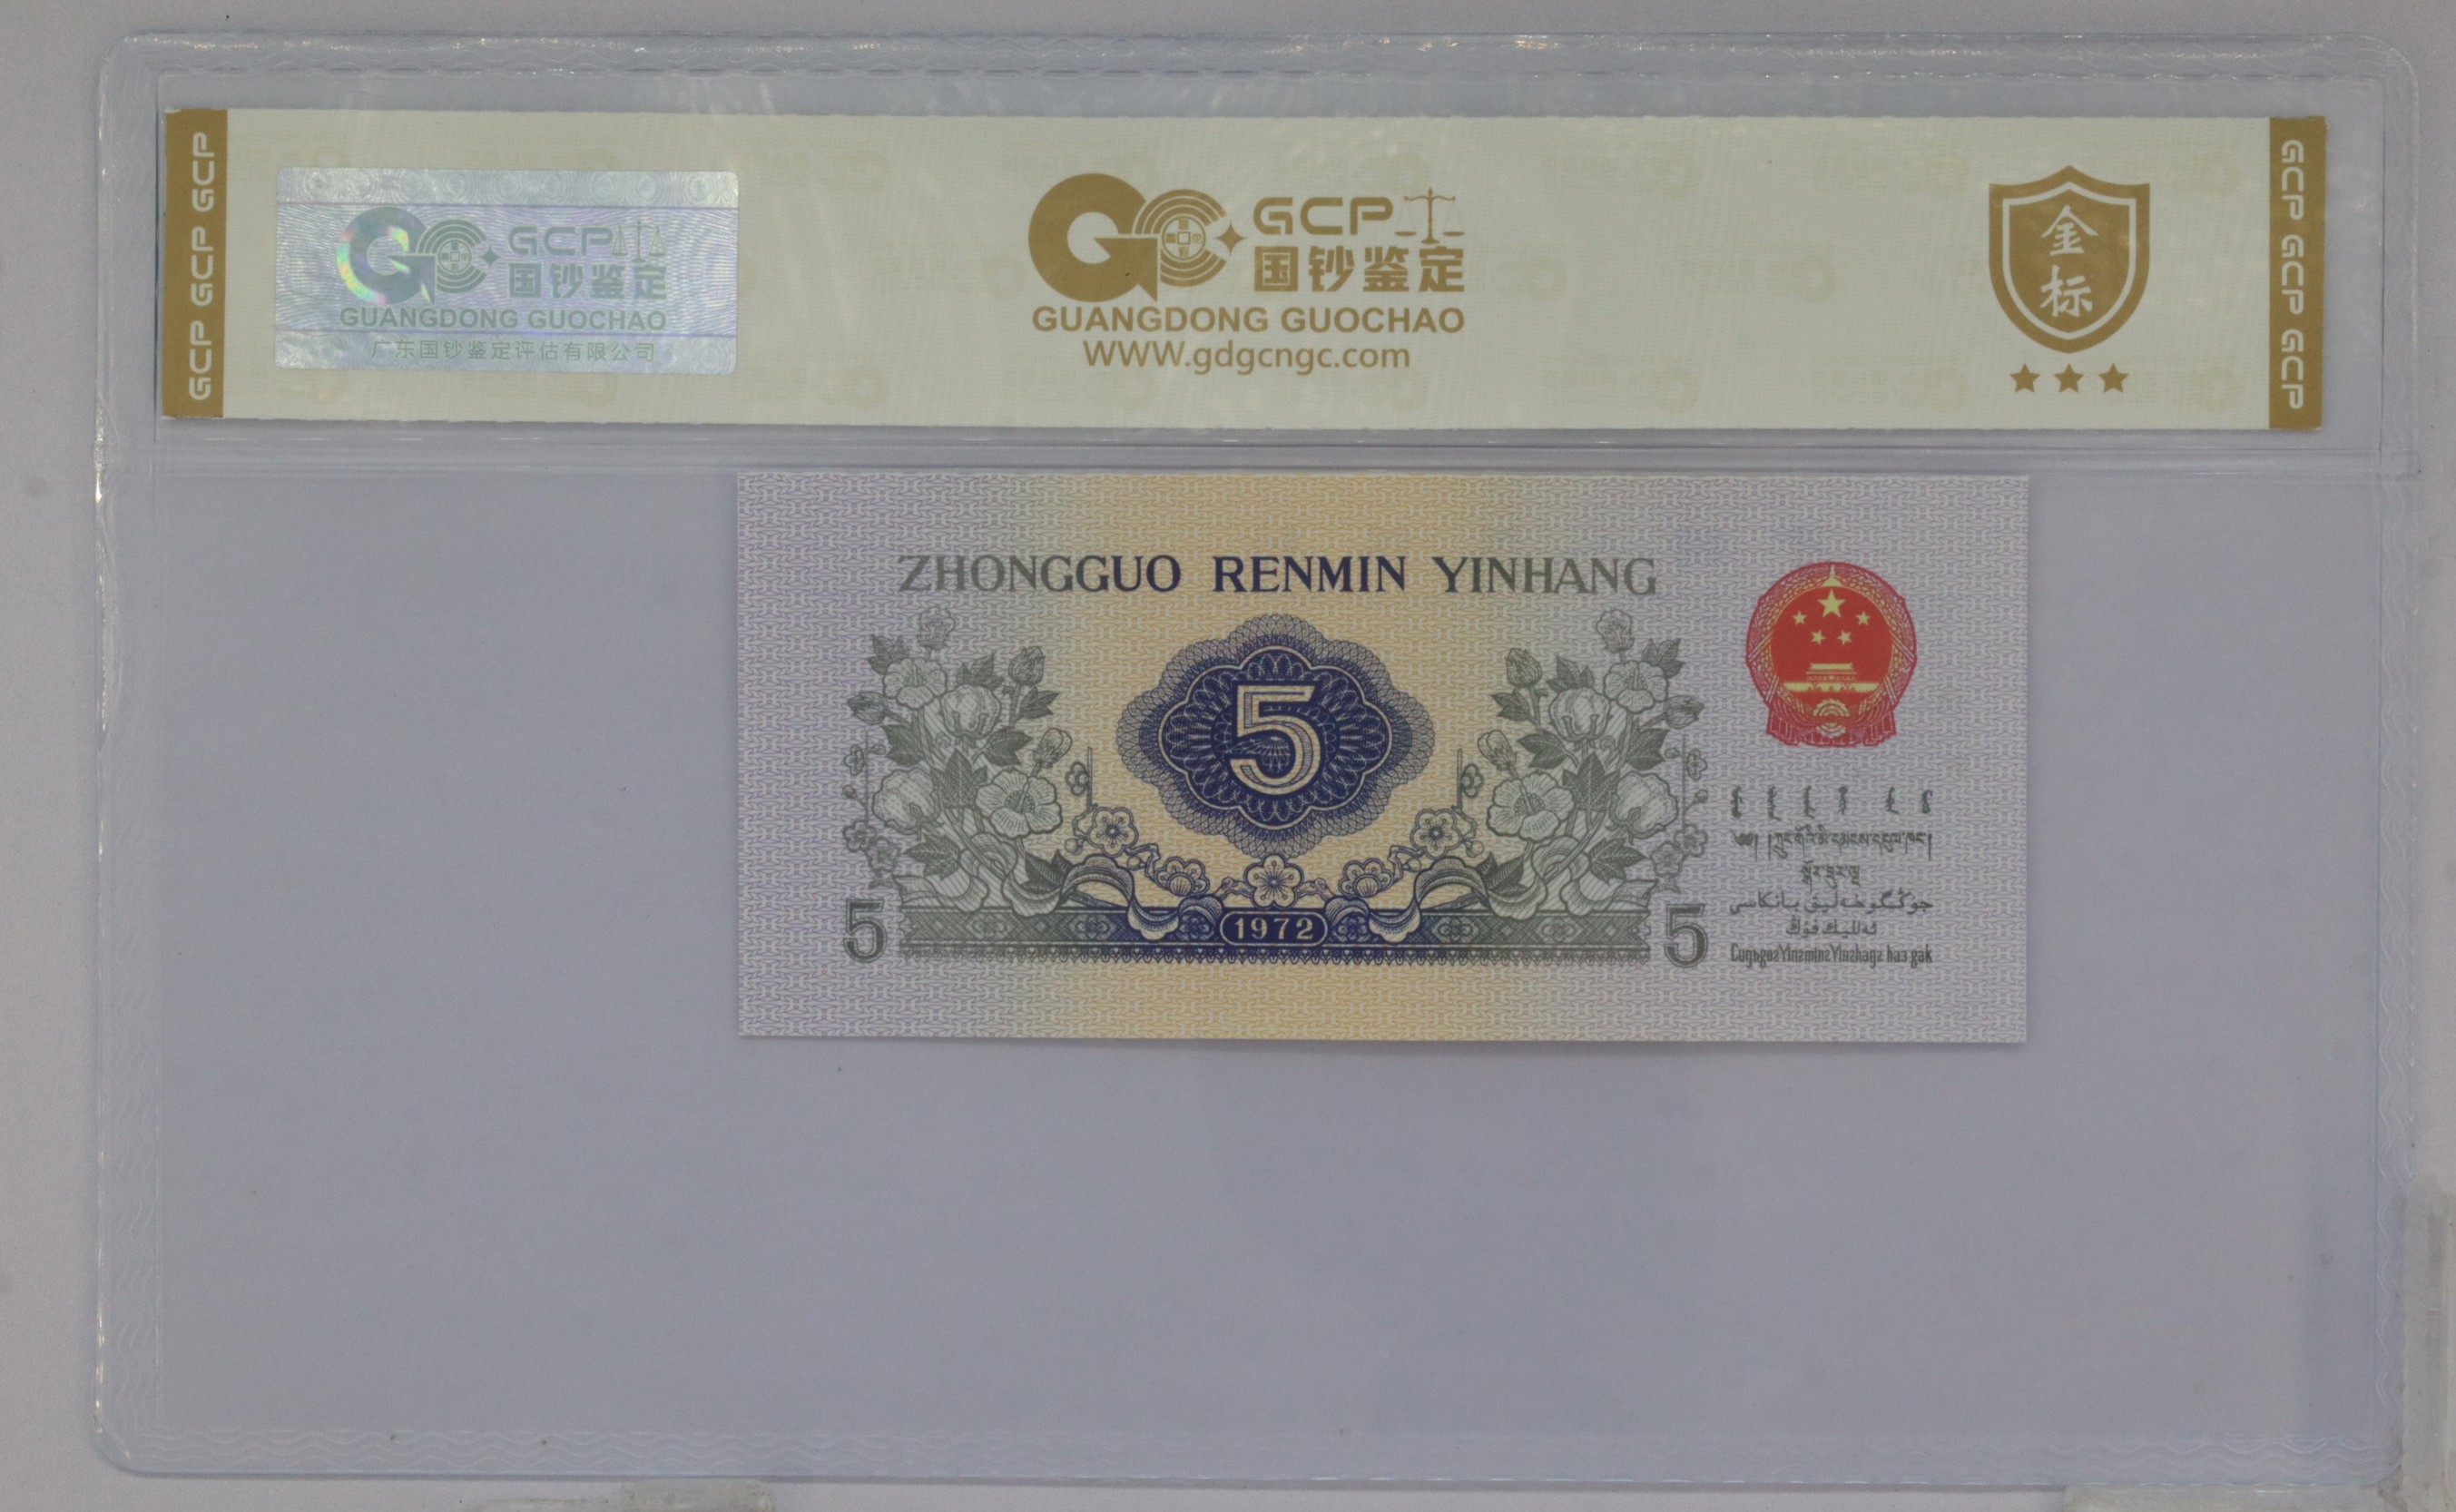 GCP GCP GCP
GCP
国钞鉴定
GUANGDONG GUOCHAO
广东国钞鉴定评估有限公司
GCP
国钞鉴定
GUANGDONG GUOCHAO
WWW.gdgcngc.com
金
标
GCP GCP GCP
ZHONGGUO RENMIN YINHANG
5
1972
5
5